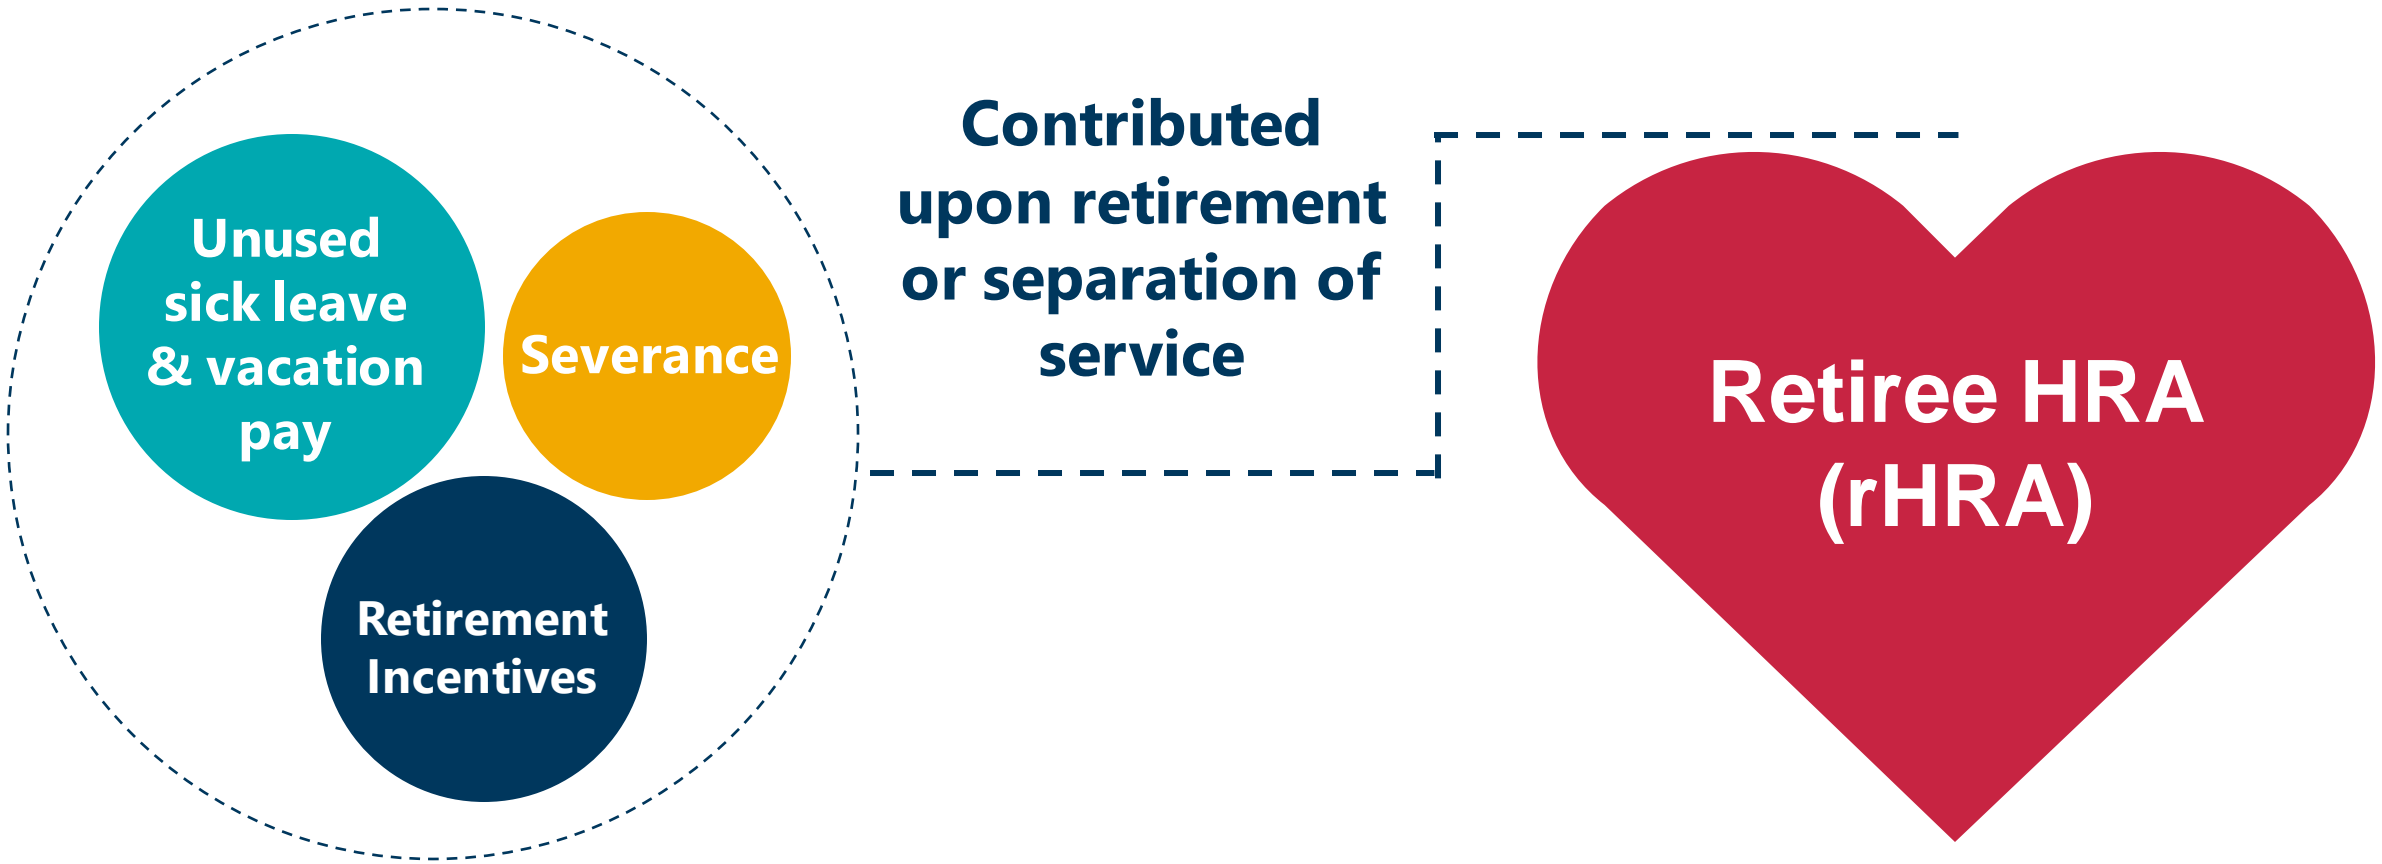 Unused
sick leave
& vacation
pay
Severance
Retirement
Incentives
Contributed
upon retirement
or separation of
service
Retiree HRA
(rHRA)